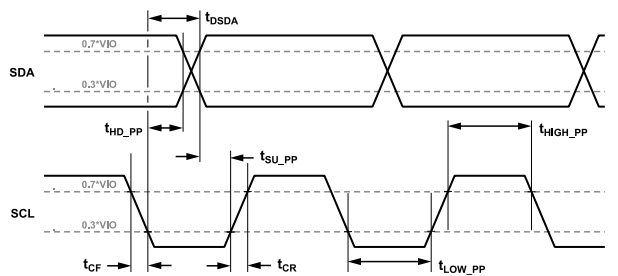 tDSDA
0.7*VIO
SDA
0.3*VIO
tHD_PP
tSU_PP
tHIGH_PP
0.7*VIO
SCL
0.3*VIO
tCF
tCR
tLOW_PP